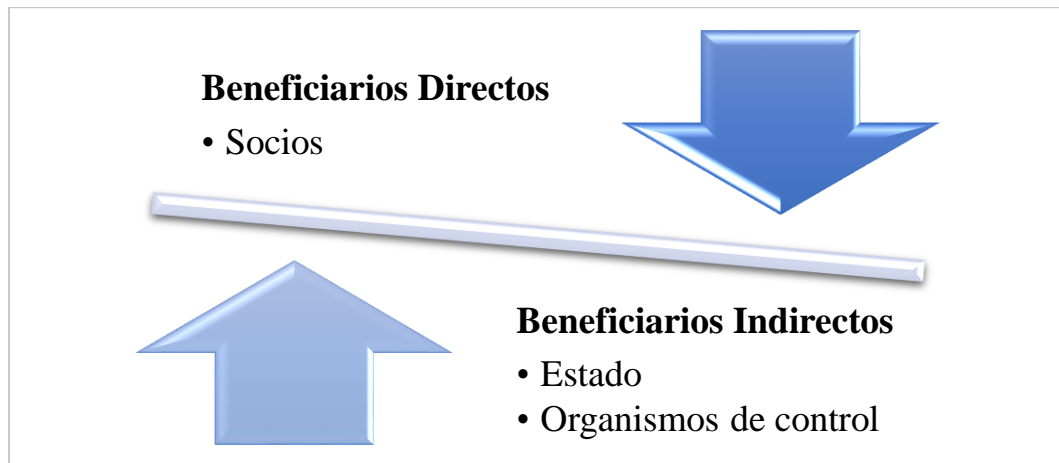 Beneficiarios Directos
• Socios
Beneficiarios Indirectos
• Estado
• Organismos de control